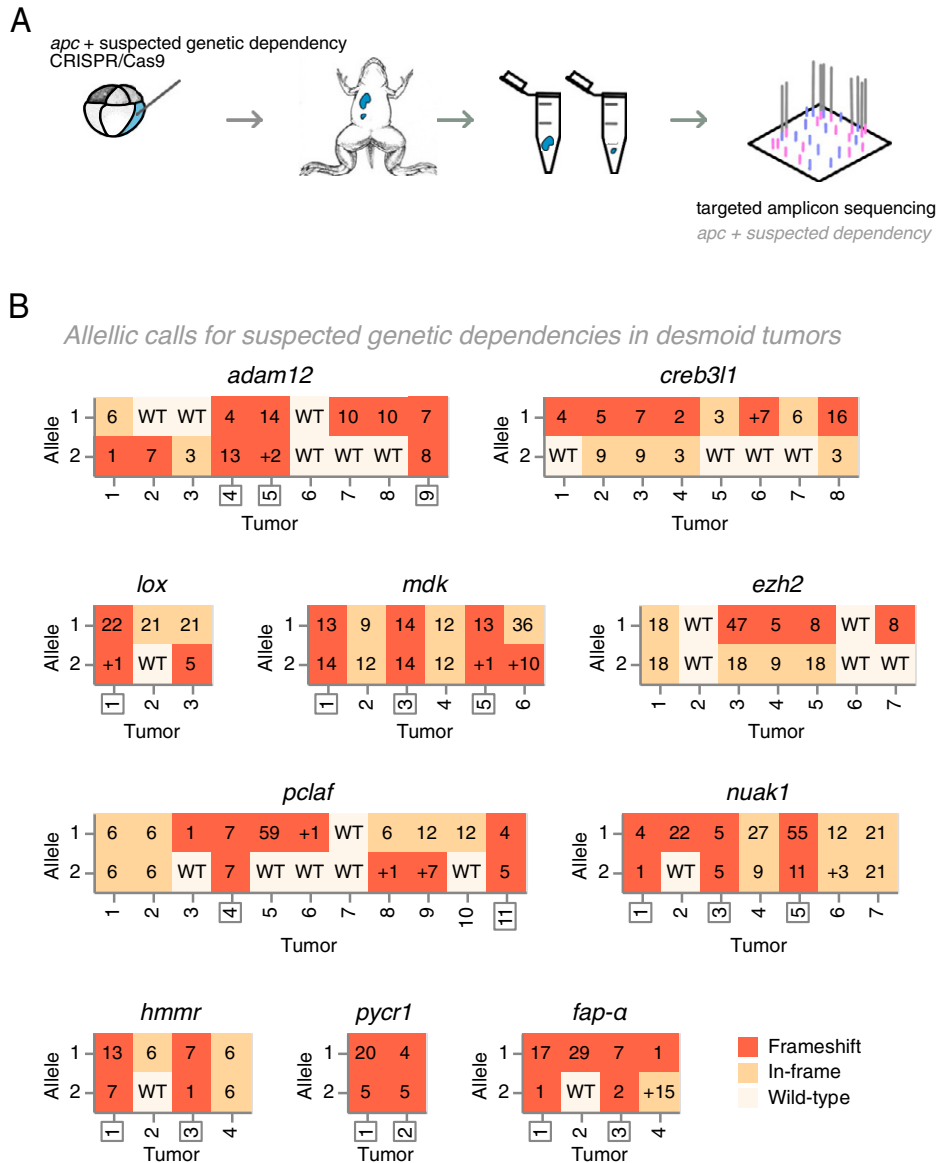 A
apc + suspected genetic dependency
CRISPR/Cas9
targeted amplicon sequencing
apc + suspected dependency
B
Allellic calls for suspected genetic dependencies in desmoid tumors
adam12
Allele
1 6 WT WT 4 14 WT 10 10 7
2 1 7 3 13 +2 WT WT WT 8
1 2 3 4 5 6 7 8 9
Tumor
creb3l1
Allele
1 4 5 7 2 3 +7 6 16
2 WT 9 9 3 WT WT WT 3
1 2 3 4 5 6 7 8
Tumor
lox
Allele
1 22 21 21
2 +1 WT 5
1 2 3
Tumor
mdk
Allele
1 13 9 14 12 13 36
2 14 12 14 12 +1 +10
1 2 3 4 5 6
Tumor
ezh2
Allele
1 18 WT 47 5 8 WT 8
2 18 WT 18 9 18 WT WT
1 2 3 4 5 6 7
Tumor
pclaf
Allele
1 6 6 1 7 59 +1 WT 6 12 12 4
2 6 6 WT 7 WT WT WT +1 +7 WT 5
1 2 3 4 5 6 7 8 9 10 11
Tumor
nuak1
Allele
1 4 22 5 27 55 12 21
2 1 WT 5 9 11 +3 21
1 2 3 4 5 6 7
Tumor
hmmr
Allele
1 13 6 7 6
2 7 WT 1 6
1 2 3 4
Tumor
pycr1
Allele
1 20 4
2 5 5
1 2
Tumor
fap-α
Allele
1 17 29 7 1
2 1 WT 2 +15
1 2 3 4
Tumor
Frameshift
In-frame
Wild-type